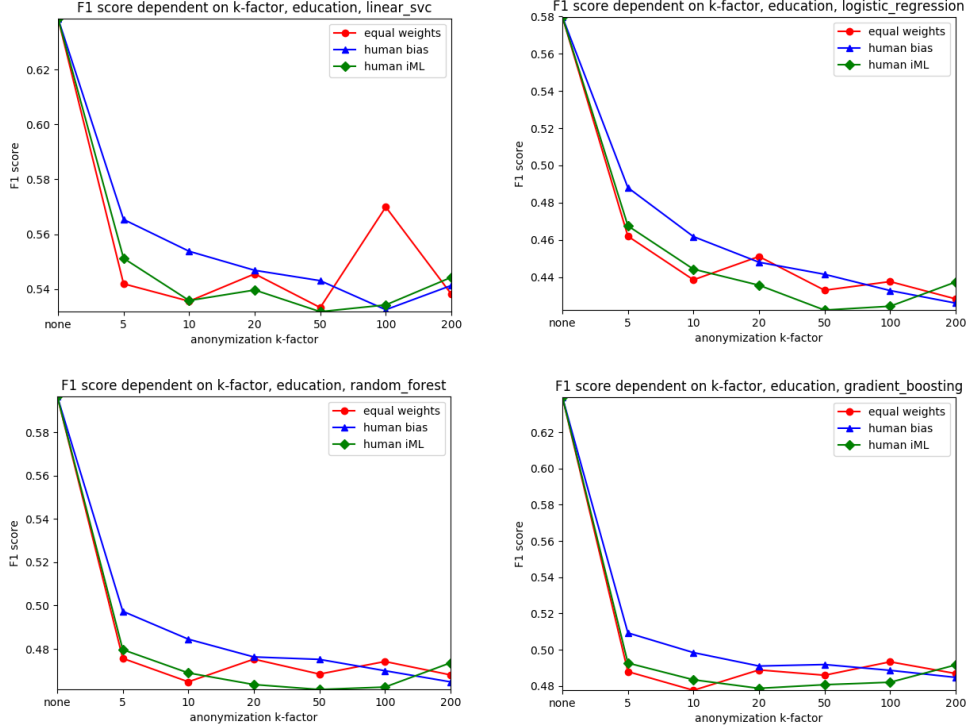 F1 score dependent on k-factor, education, linear_svc
equal weights
human bias
human iML
0.62
0.60
0.58
0.56
0.54
F1 score
none 5 10 20 50 100 200
anonymization k-factor
F1 score dependent on k-factor, education, logistic_regression
equal weights
human bias
human iML
0.58
0.56
0.54
0.52
0.50
0.48
0.46
0.44
F1 score
none 5 10 20 50 100 200
anonymization k-factor
F1 score dependent on k-factor, education, random_forest
equal weights
human bias
human iML
0.58
0.56
0.54
0.52
0.50
0.48
F1 score
none 5 10 20 50 100 200
anonymization k-factor
F1 score dependent on k-factor, education, gradient_boosting
equal weights
human bias
human iML
0.62
0.60
0.58
0.56
0.54
0.52
0.50
0.48
F1 score
none 5 10 20 50 100 200
anonymization k-factor